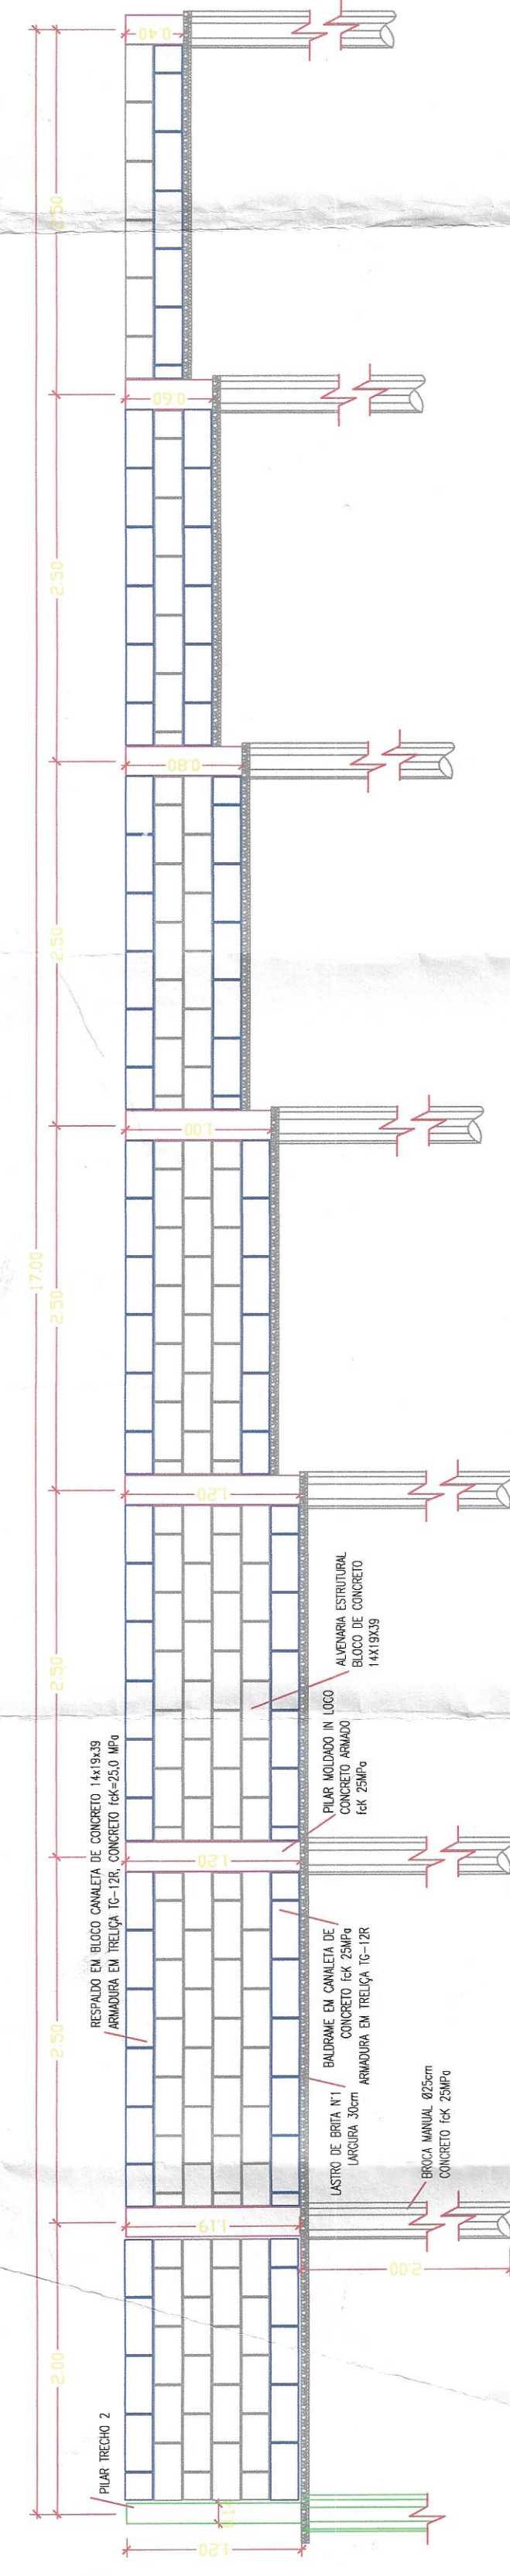 17.00
2.00
2.50
2.50
2.50
2.50
2.50
2.50
PILAR TRECHO 2
RESPALDO EM BLOCO CANALETA DE CONCRETO 14x19x39
ARMADURA EM TRELIÇA TG-12R, CONCRETO fcK=25,0 MPa
1.20
1.19
1.20
1.20
1.00
0.80
0.60
0.40
LASTRO DE BRITA N°1
LARGURA 30cm
BALDRAME EM CANALETA DE
CONCRETO fcK 25MPa
ARMADURA EM TRELIÇA TG-12R
PILAR MOLDADO IN LOCO
CONCRETO ARMADO
fcK 25MPa
ALVENARIA ESTRUTURAL
BLOCO DE CONCRETO
14X19X39
2.00
BROCA MANUAL Ø25cm
CONCRETO fcK 25MPa